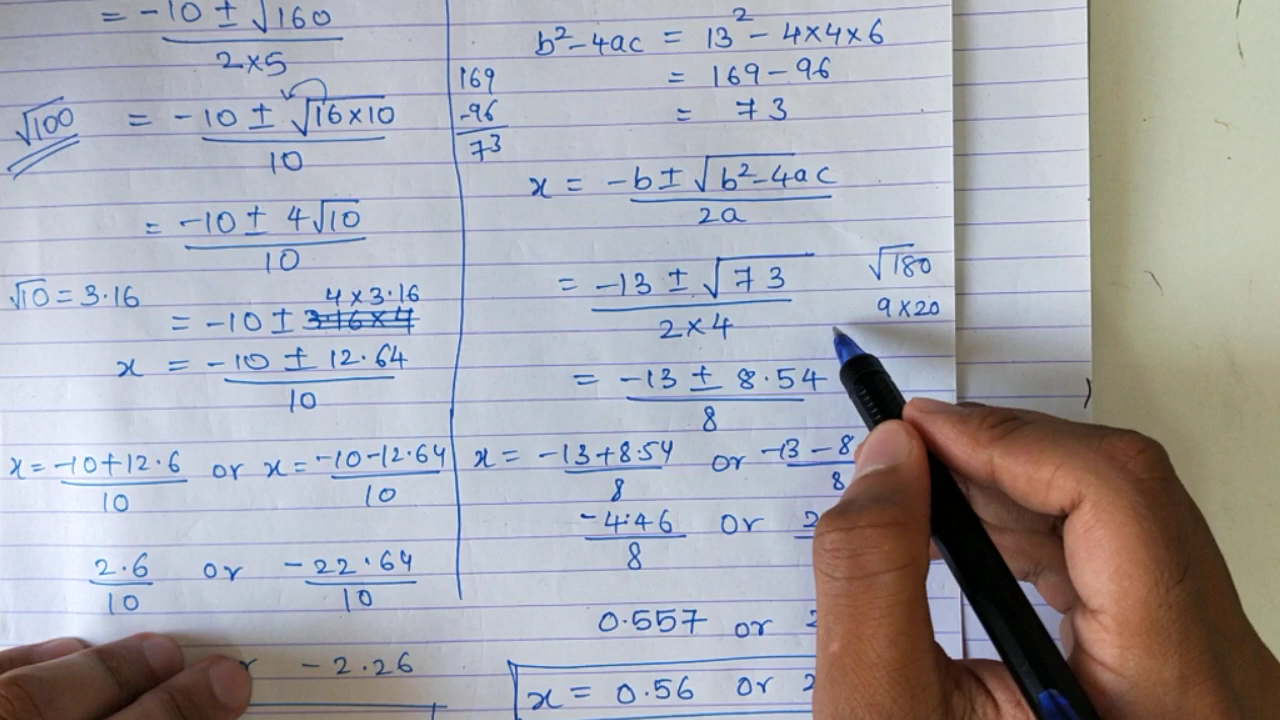 = -10 ± √160
2×5
√100
= -10 ± √16×10
10
= -10 ± 4√10
10
√10 = 3.16
4 × 3.16
= -10 ± 3.16×4
x = -10 ± 12.64
10
x = -10+12.6 or x = -10-12.64
10 10
2.6 or -22.64
10 10
-2.26
b²-4ac = 13² - 4×4×6
= 169-96
= 73
169
-96
73
x = -b ± √b²-4ac
2a
= -13 ± √73
2×4
√180
9×20
= -13 ± 8.54
8
x = -13+8.54 or -13-8
8 8
-4.46 or 2
8
0.557 or
x = 0.56 or 2